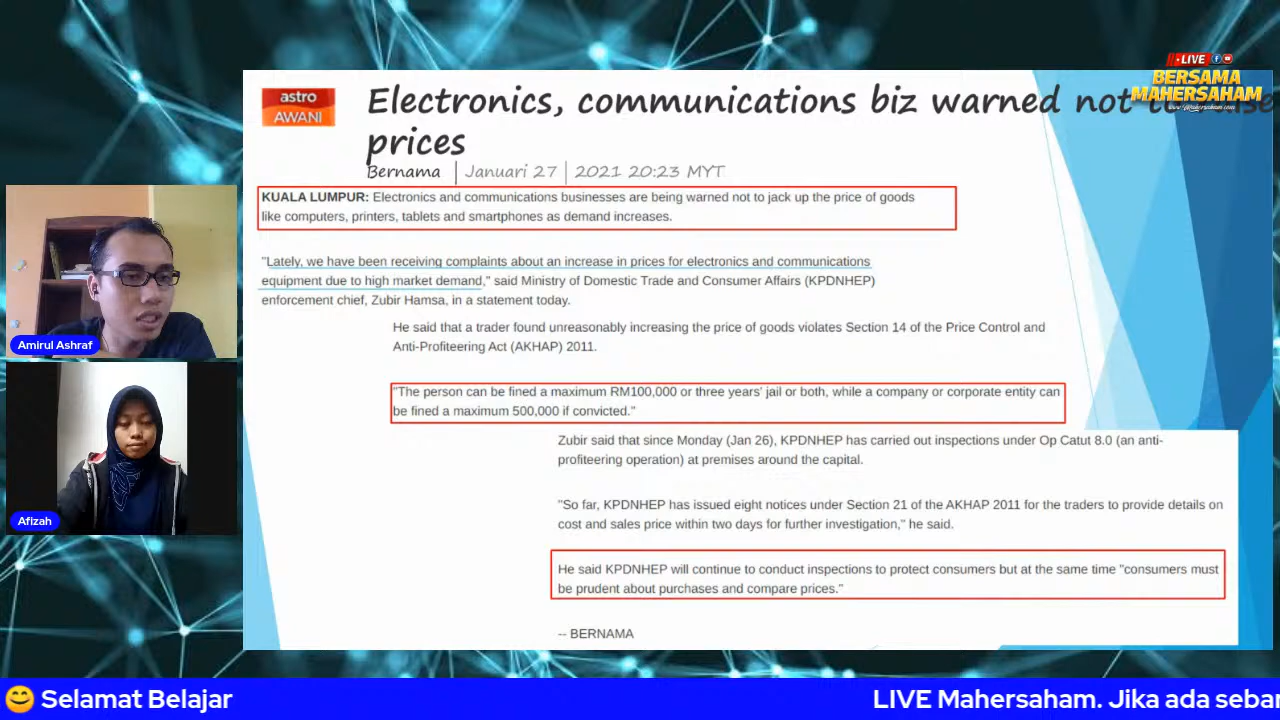 LIVE
BERSAMA
MAHERSAHAM
astro
AWANI
Electronics, communications biz warned not to raise
prices
Bernama | Januari 27 | 2021 20:23 MYT
KUALA LUMPUR: Electronics and communications businesses are being warned not to jack up the price of goods
like computers, printers, tablets and smartphones as demand increases.
"Lately, we have been receiving complaints about an increase in prices for electronics and communications
equipment due to high market demand," said Ministry of Domestic Trade and Consumer Affairs (KPDNHEP)
enforcement chief, Zubir Hamsa, in a statement today.
He said that a trader found unreasonably increasing the price of goods violates Section 14 of the Price Control and
Anti-Profiteering Act (AKHAP) 2011.
"The person can be fined a maximum RM100,000 or three years' jail or both, while a company or corporate entity can
be fined a maximum 500,000 if convicted."
Zubir said that since Monday (Jan 26), KPDNHEP has carried out inspections under Op Catut 8.0 (an anti-
profiteering operation) at premises around the capital.
"So far, KPDNHEP has issued eight notices under Section 21 of the AKHAP 2011 for the traders to provide details on
cost and sales price within two days for further investigation," he said.
He said KPDNHEP will continue to conduct inspections to protect consumers but at the same time "consumers must
be prudent about purchases and compare prices."
-- BERNAMA
Amirul Ashraf
Afizah
😊 Selamat Belajar
LIVE Mahersaham. Jika ada sebar